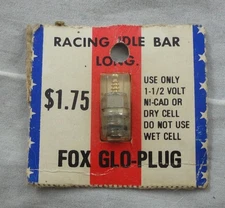 RACING IDLE BAR
LONG.
$1.75
USE ONLY
1-1/2 VOLT
NI-CAD OR
DRY CELL
DO NOT USE
WET CELL
FOX GLO-PLUG